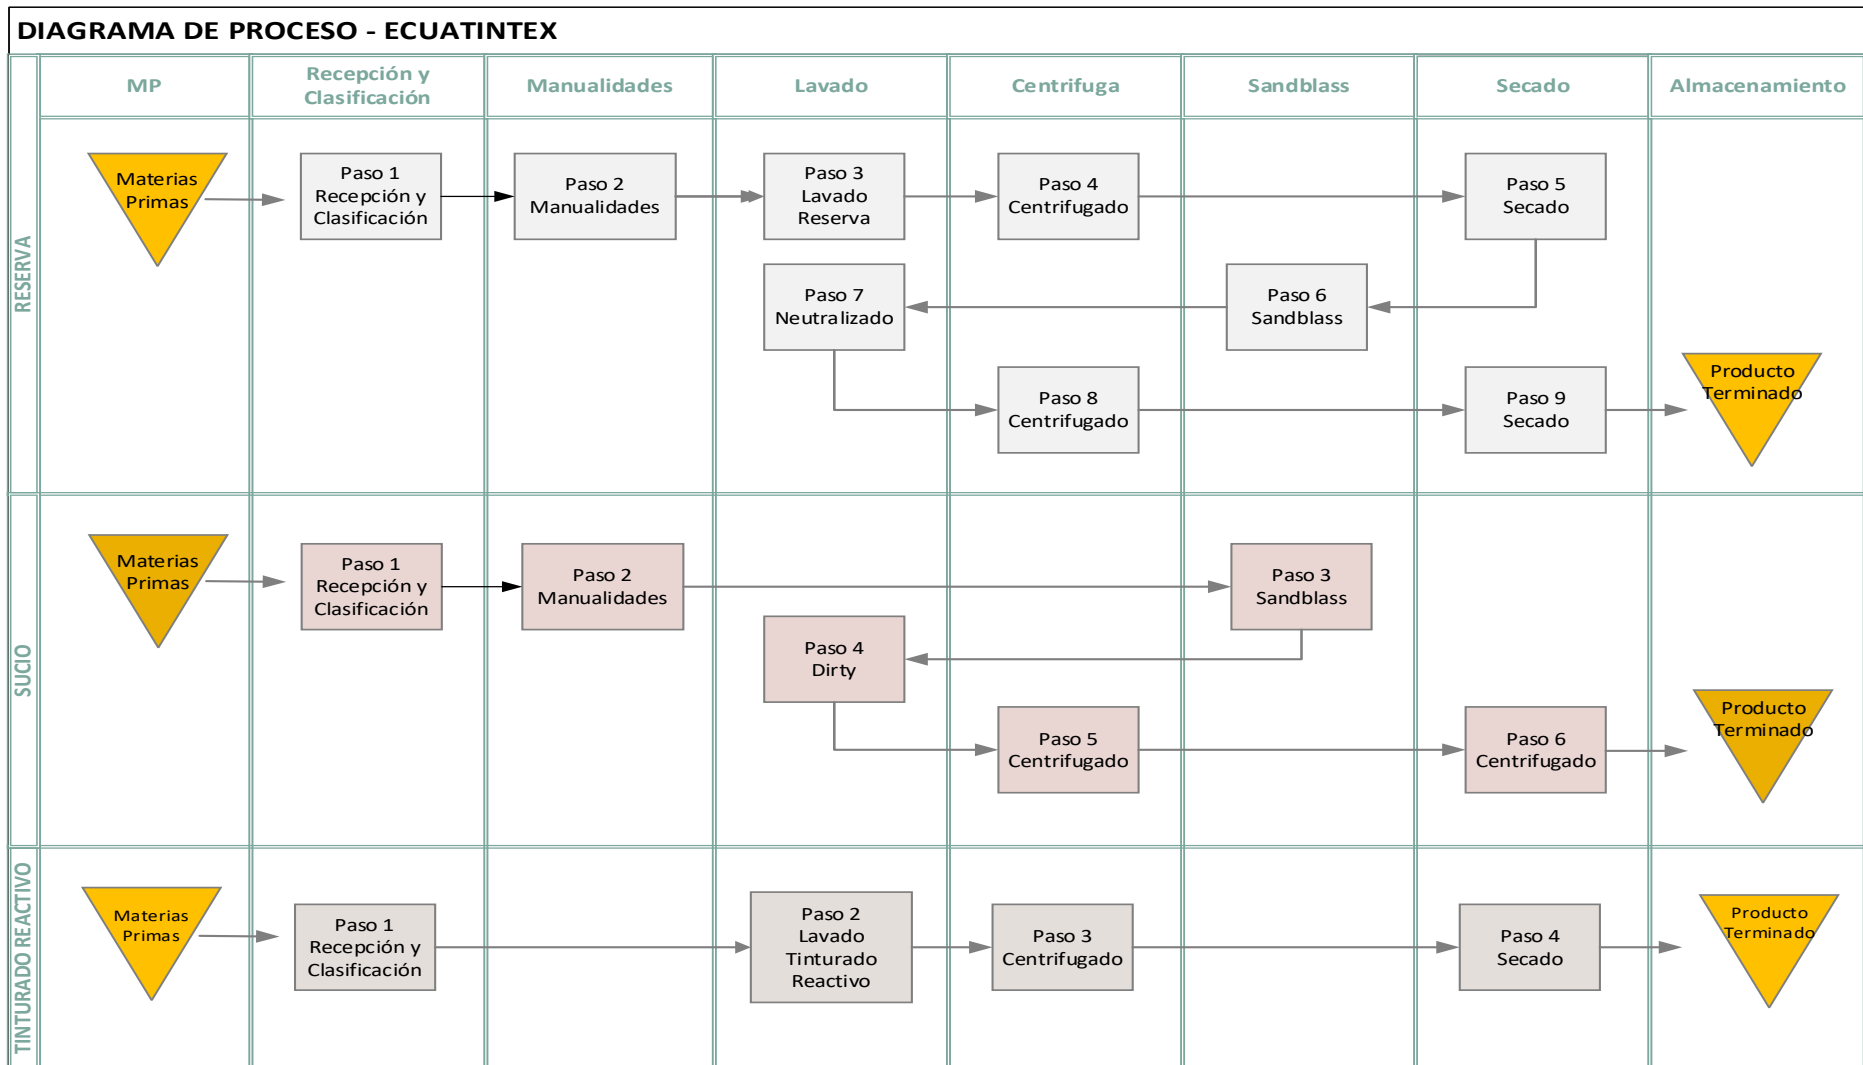 DIAGRAMA DE PROCESO - ECUATINTEX
MP
Recepción y
Clasificación
Manualidades
Lavado
Centrifuga
Sandblass
Secado
Almacenamiento
RESERVA
Materias
Primas
Paso 1
Recepción y
Clasificación
Paso 2
Manualidades
Paso 3
Lavado
Reserva
Paso 4
Centrifugado
Paso 5
Secado
Paso 6
Sandblass
Paso 7
Neutralizado
Paso 8
Centrifugado
Paso 9
Secado
Producto
Terminado
SUCIO
Materias
Primas
Paso 1
Recepción y
Clasificación
Paso 2
Manualidades
Paso 3
Sandblass
Paso 4
Dirty
Paso 5
Centrifugado
Paso 6
Centrifugado
Producto
Terminado
TINTURADO REACTIVO
Materias
Primas
Paso 1
Recepción y
Clasificación
Paso 2
Lavado
Tinturado
Reactivo
Paso 3
Centrifugado
Paso 4
Secado
Producto
Terminado